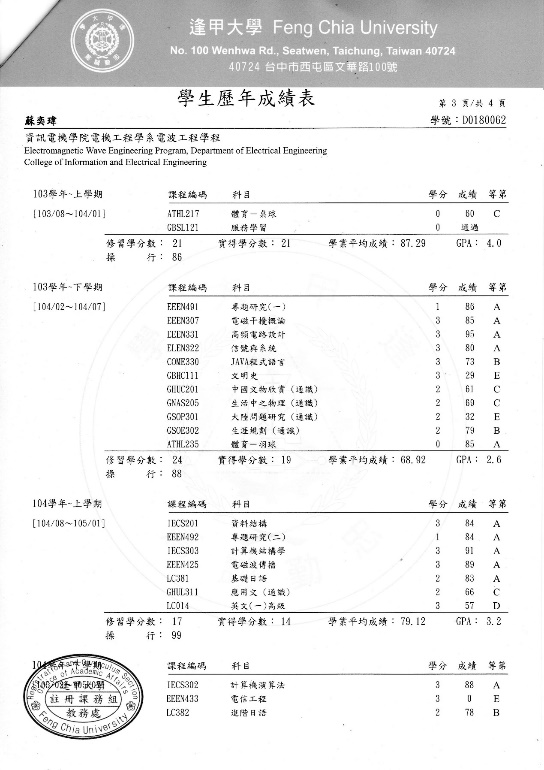 逢甲大學 Feng Chia University
No. 100 Wenhwa Rd., Seatwen, Taichung, Taiwan 40724
40724 台中市西屯區文華路100號
學生歷年成績表
第 3 頁/共 4 頁
蘇奕瑋 學號：D0180062
資訊電機學院電機工程學系電波工程學程
Electromagnetic Wave Engineering Program, Department of Electrical Engineering
College of Information and Electrical Engineering
103學年-上學期 課程編碼 科目 學分 成績 等第
[103/08～104/01] ATHL217 體育－桌球 0 60 C
GBSL121 服務學習 0 通過
修習學分數： 21 實得學分數： 21 學業平均成績：87.29 GPA： 4.0
操 行： 86
103學年-下學期 課程編碼 科目 學分 成績 等第
[104/02～104/07] EEEN491 專題研究(一) 1 86 A
EEEN307 電磁干擾概論 3 85 A
EEEN331 高頻電路設計 3 95 A
ELEN322 信號與系統 3 80 A
COME330 JAVA程式語言 3 73 B
GBHC111 文明史 3 29 E
GHUC201 中國文物欣賞 (通識) 2 61 C
GNAS205 生活中之物理 (通識) 2 69 C
GSOP301 大陸問題研究 (通識) 2 32 E
GSOE302 生涯規劃 (通識) 2 79 B
ATHL235 體育－羽球 0 85 A
修習學分數： 24 實得學分數： 19 學業平均成績：68.92 GPA： 2.6
操 行： 88
104學年-上學期 課程編碼 科目 學分 成績 等第
[104/08～105/01] IECS201 資料結構 3 84 A
EEEN492 專題研究(二) 1 84 A
IECS303 計算機結構學 3 91 A
EEEN425 電磁波傳播 3 89 A
LC381 基礎日語 2 83 A
GHUL311 應用文 (通識) 2 66 C
LC014 英文(一)高級 3 57 D
修習學分數： 17 實得學分數： 14 學業平均成績：79.12 GPA： 3.2
操 行： 99
104學年-下學期 課程編碼 科目 學分 成績 等第
IECS302 計算機演算法 3 88 A
EEEN433 電信工程 3 0 E
LC382 進階日語 2 78 B
Registration and Curriculum Section
Office of Academic Affairs
逢甲大學
註冊課務組
教務處
Feng Chia University